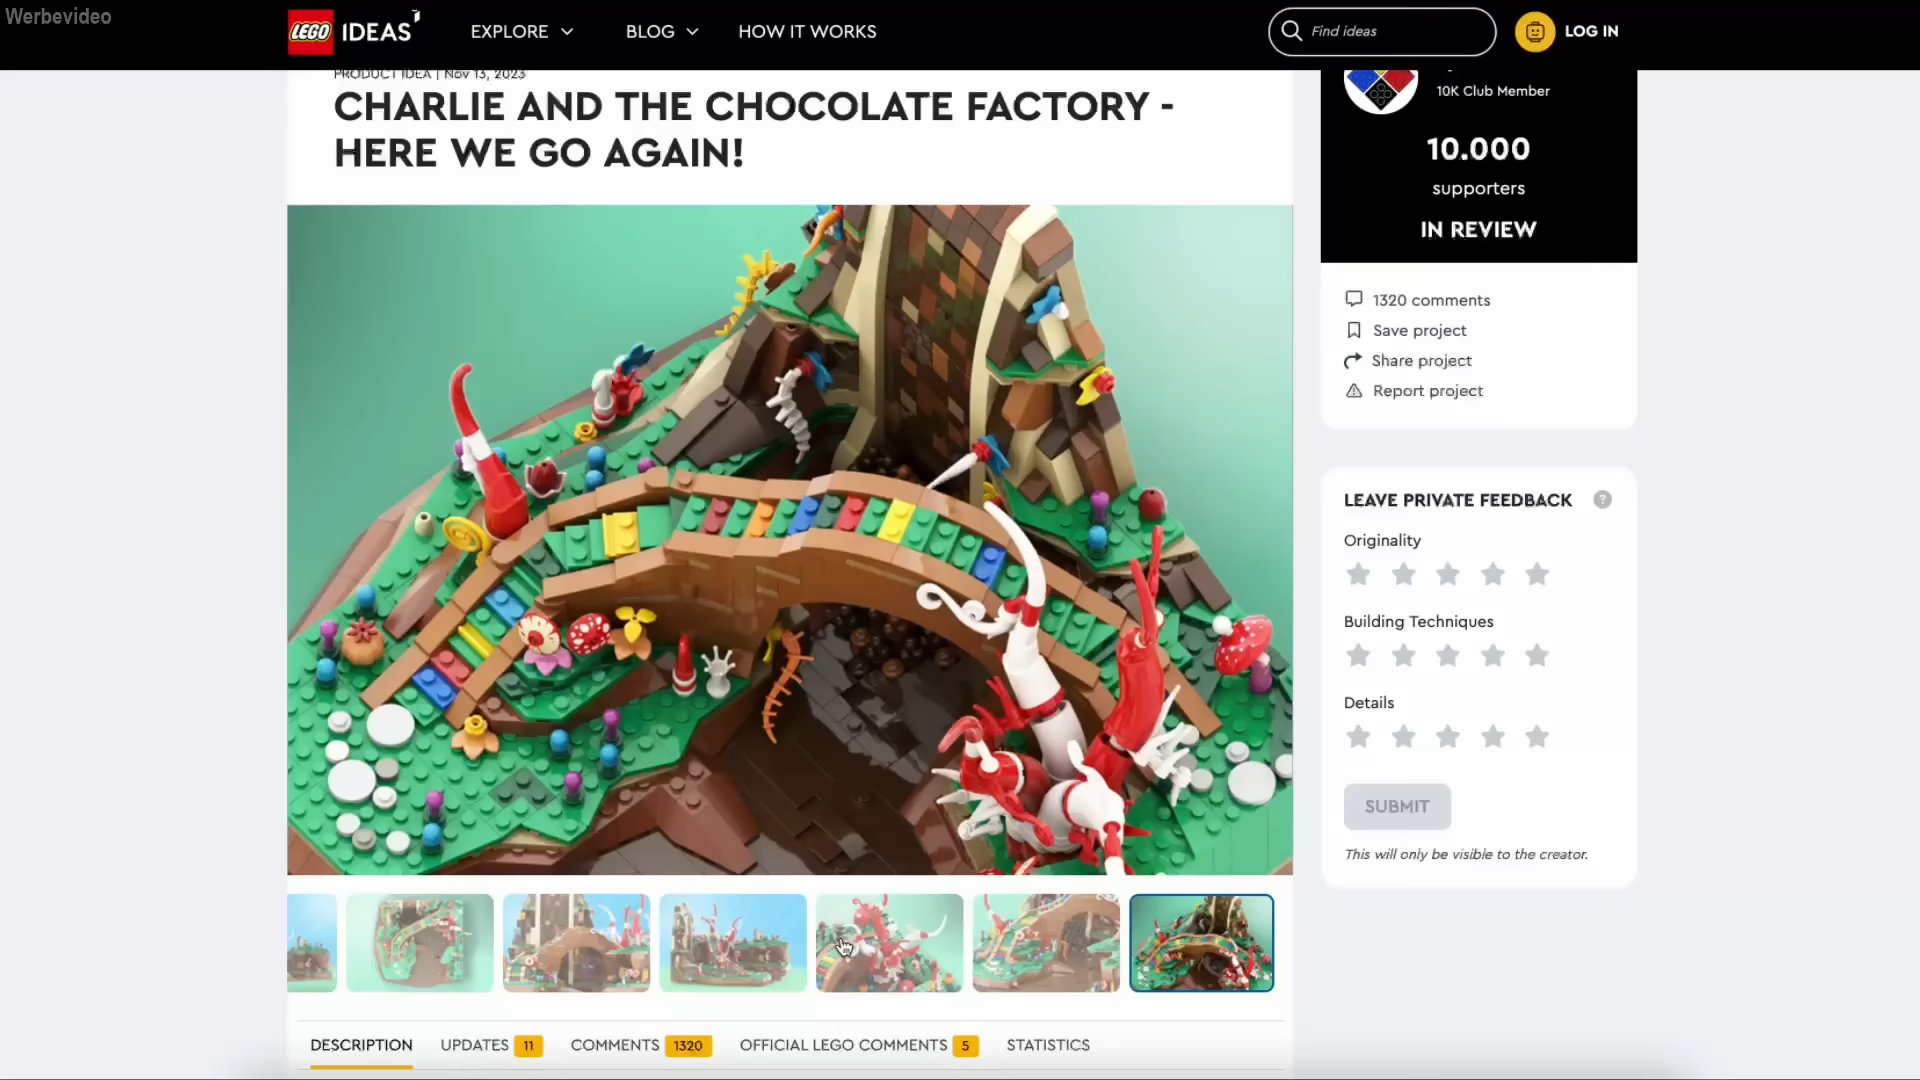 Werbevideo
LEGO IDEAS EXPLORE BLOG HOW IT WORKS Find ideas LOG IN
PRODUCT IDEA | Nov 13, 2023
CHARLIE AND THE CHOCOLATE FACTORY -
HERE WE GO AGAIN!
10K Club Member
10.000
supporters
IN REVIEW
1320 comments
Save project
Share project
Report project
LEAVE PRIVATE FEEDBACK ?
Originality
Building Techniques
Details
SUBMIT
This will only be visible to the creator.
DESCRIPTION UPDATES 11 COMMENTS 1320 OFFICIAL LEGO COMMENTS 5 STATISTICS